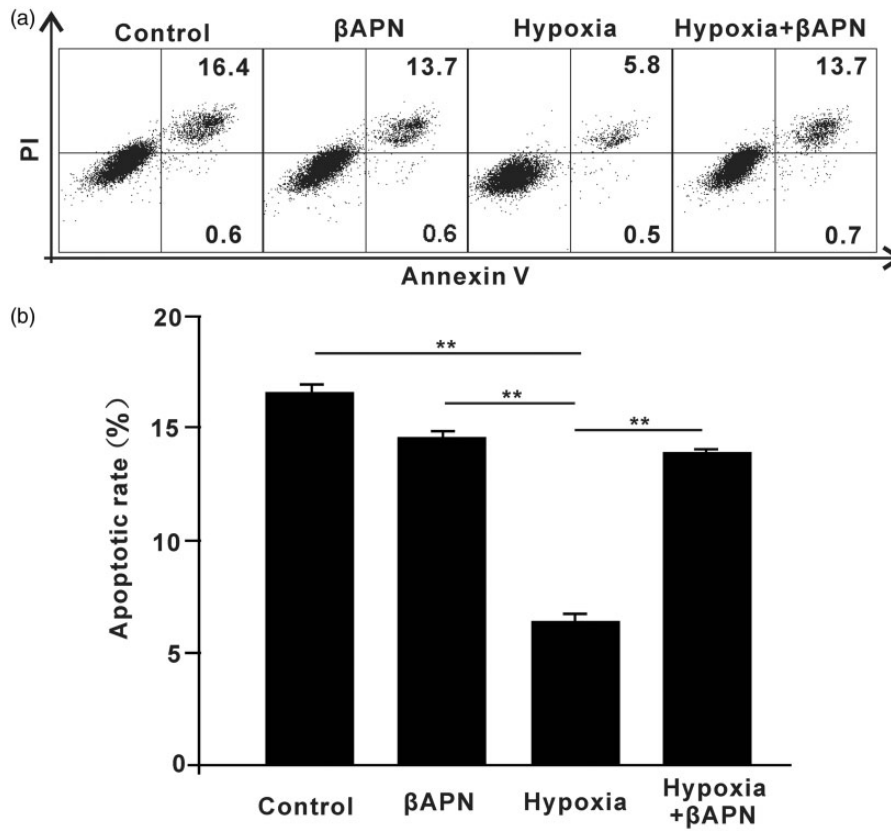 (a)
Control βAPN Hypoxia Hypoxia+βAPN
16.4 13.7 5.8 13.7
PI
0.6 0.6 0.5 0.7
Annexin V
(b)
20
**
**
**
15
10
5
0
Apoptotic rate (%)
Control βAPN Hypoxia Hypoxia
+βAPN